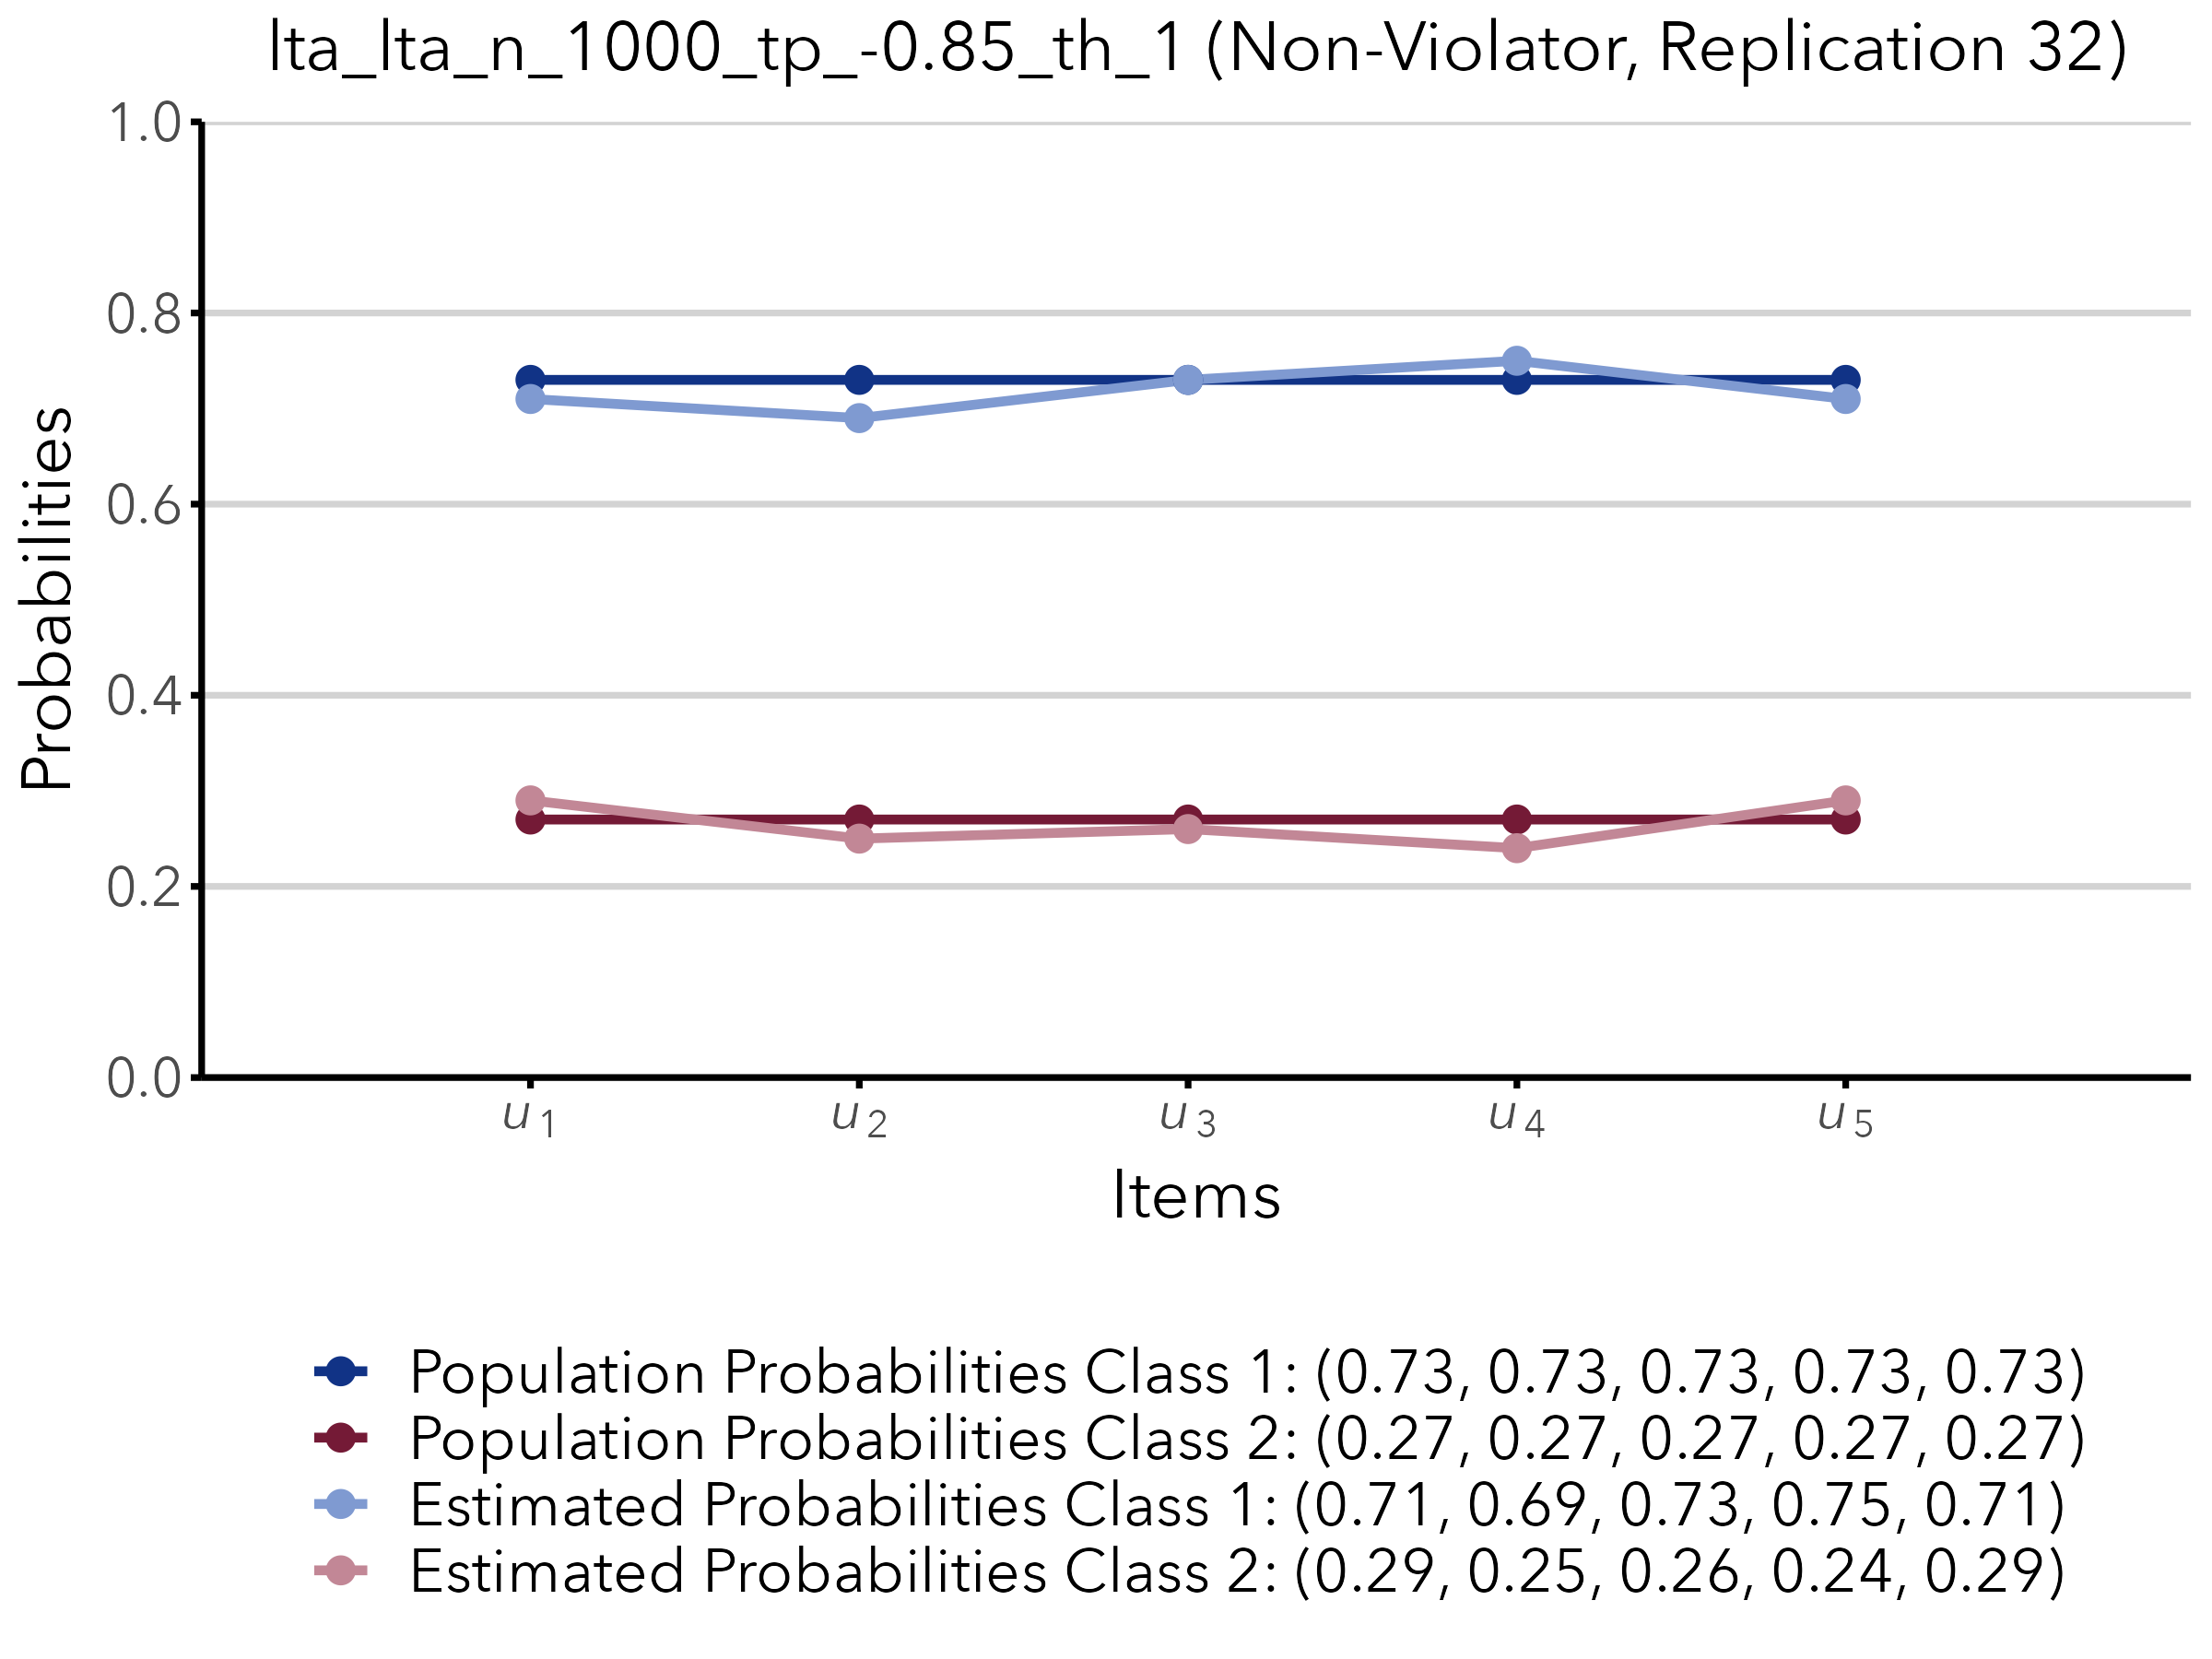 lta_lta_n_1000_tp_-0.85_th_1 (Non-Violator, Replication 32)
Probabilities
1.0
0.8
0.6
0.4
0.2
0.0
u1 u2 u3 u4 u5
Items
Population Probabilities Class 1: (0.73, 0.73, 0.73, 0.73, 0.73)
Population Probabilities Class 2: (0.27, 0.27, 0.27, 0.27, 0.27)
Estimated Probabilities Class 1: (0.71, 0.69, 0.73, 0.75, 0.71)
Estimated Probabilities Class 2: (0.29, 0.25, 0.26, 0.24, 0.29)